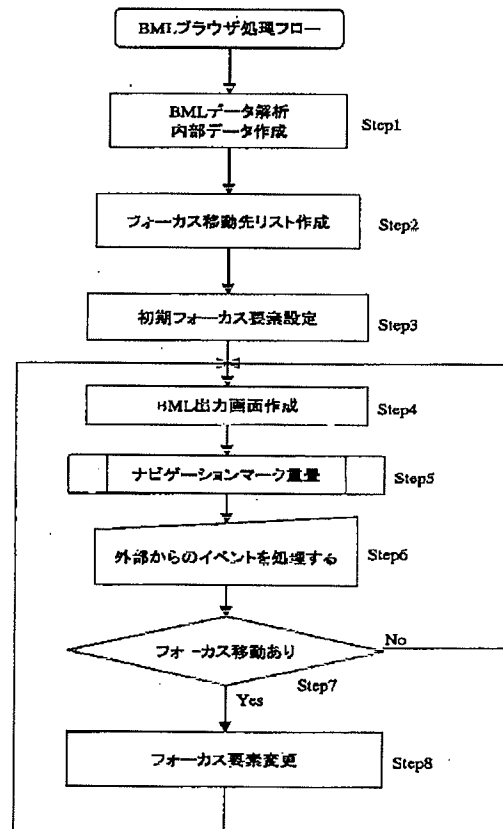 BMLブラウザ処理フロー
BMLデータ解析
内部データ作成
Step1
フォーカス移動先リスト作成
Step2
初期フォーカス要素設定
Step3
BML出力画面作成
Step4
ナビゲーションマーク重畳
Step5
外部からのイベントを処理する
Step6
フォーカス移動あり
No
Step7
Yes
フォーカス要素変更
Step8